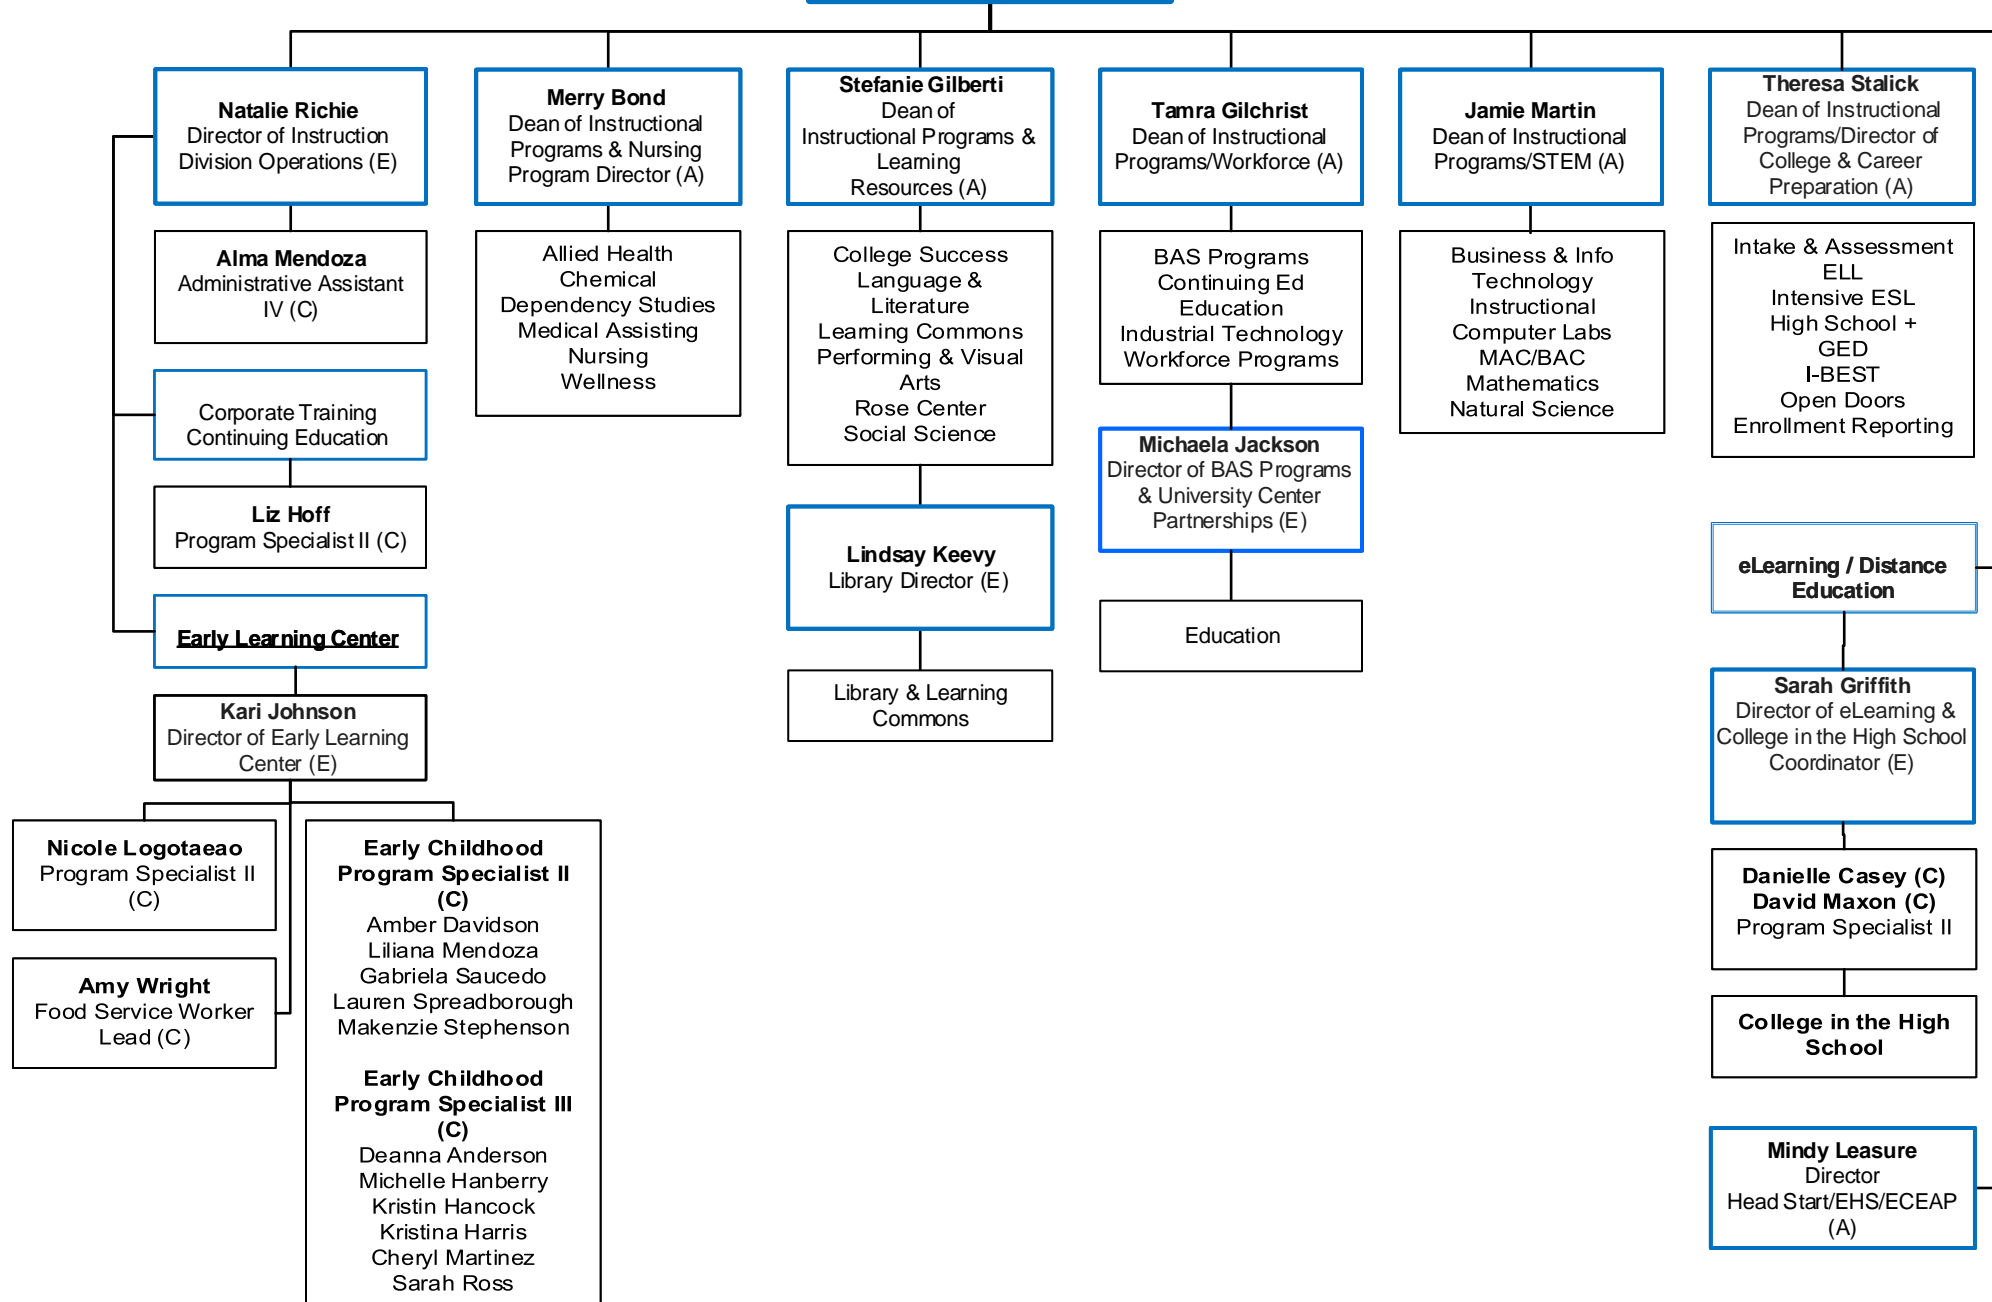 Natalie Richie
Director of Instruction
Division Operations (E)
Merry Bond
Dean of Instructional
Programs & Nursing
Program Director (A)
Stefanie Gilberti
Dean of
Instructional Programs &
Learning
Resources (A)
Tamra Gilchrist
Dean of Instructional
Programs/Workforce (A)
Jamie Martin
Dean of Instructional
Programs/STEM (A)
Theresa Stalick
Dean of Instructional
Programs/Director of
College & Career
Preparation (A)
Alma Mendoza
Administrative Assistant
IV (C)
Corporate Training
Continuing Education
Liz Hoff
Program Specialist II (C)
Early Learning Center
Kari Johnson
Director of Early Learning
Center (E)
Nicole Logotaeao
Program Specialist II
(C)
Amy Wright
Food Service Worker
Lead (C)
Early Childhood
Program Specialist II
(C)
Amber Davidson
Liliana Mendoza
Gabriela Saucedo
Lauren Spreadborough
Makenzie Stephenson
Early Childhood
Program Specialist III
(C)
Deanna Anderson
Michelle Hanberry
Kristin Hancock
Kristina Harris
Cheryl Martinez
Sarah Ross
Allied Health
Chemical
Dependency Studies
Medical Assisting
Nursing
Wellness
College Success
Language &
Literature
Learning Commons
Performing & Visual
Arts
Rose Center
Social Science
Lindsay Keevy
Library Director (E)
Library & Learning
Commons
BAS Programs
Continuing Ed
Education
Industrial Technology
Workforce Programs
Michaela Jackson
Director of BAS Programs
& University Center
Partnerships (E)
Education
Business & Info
Technology
Instructional
Computer Labs
MAC/BAC
Mathematics
Natural Science
Intake & Assessment
ELL
Intensive ESL
High School +
GED
I-BEST
Open Doors
Enrollment Reporting
eLearning / Distance
Education
Sarah Griffith
Director of eLearning &
College in the High School
Coordinator (E)
Danielle Casey (C)
David Maxon (C)
Program Specialist II
College in the High
School
Mindy Leasure
Director
Head Start/EHS/ECEAP
(A)